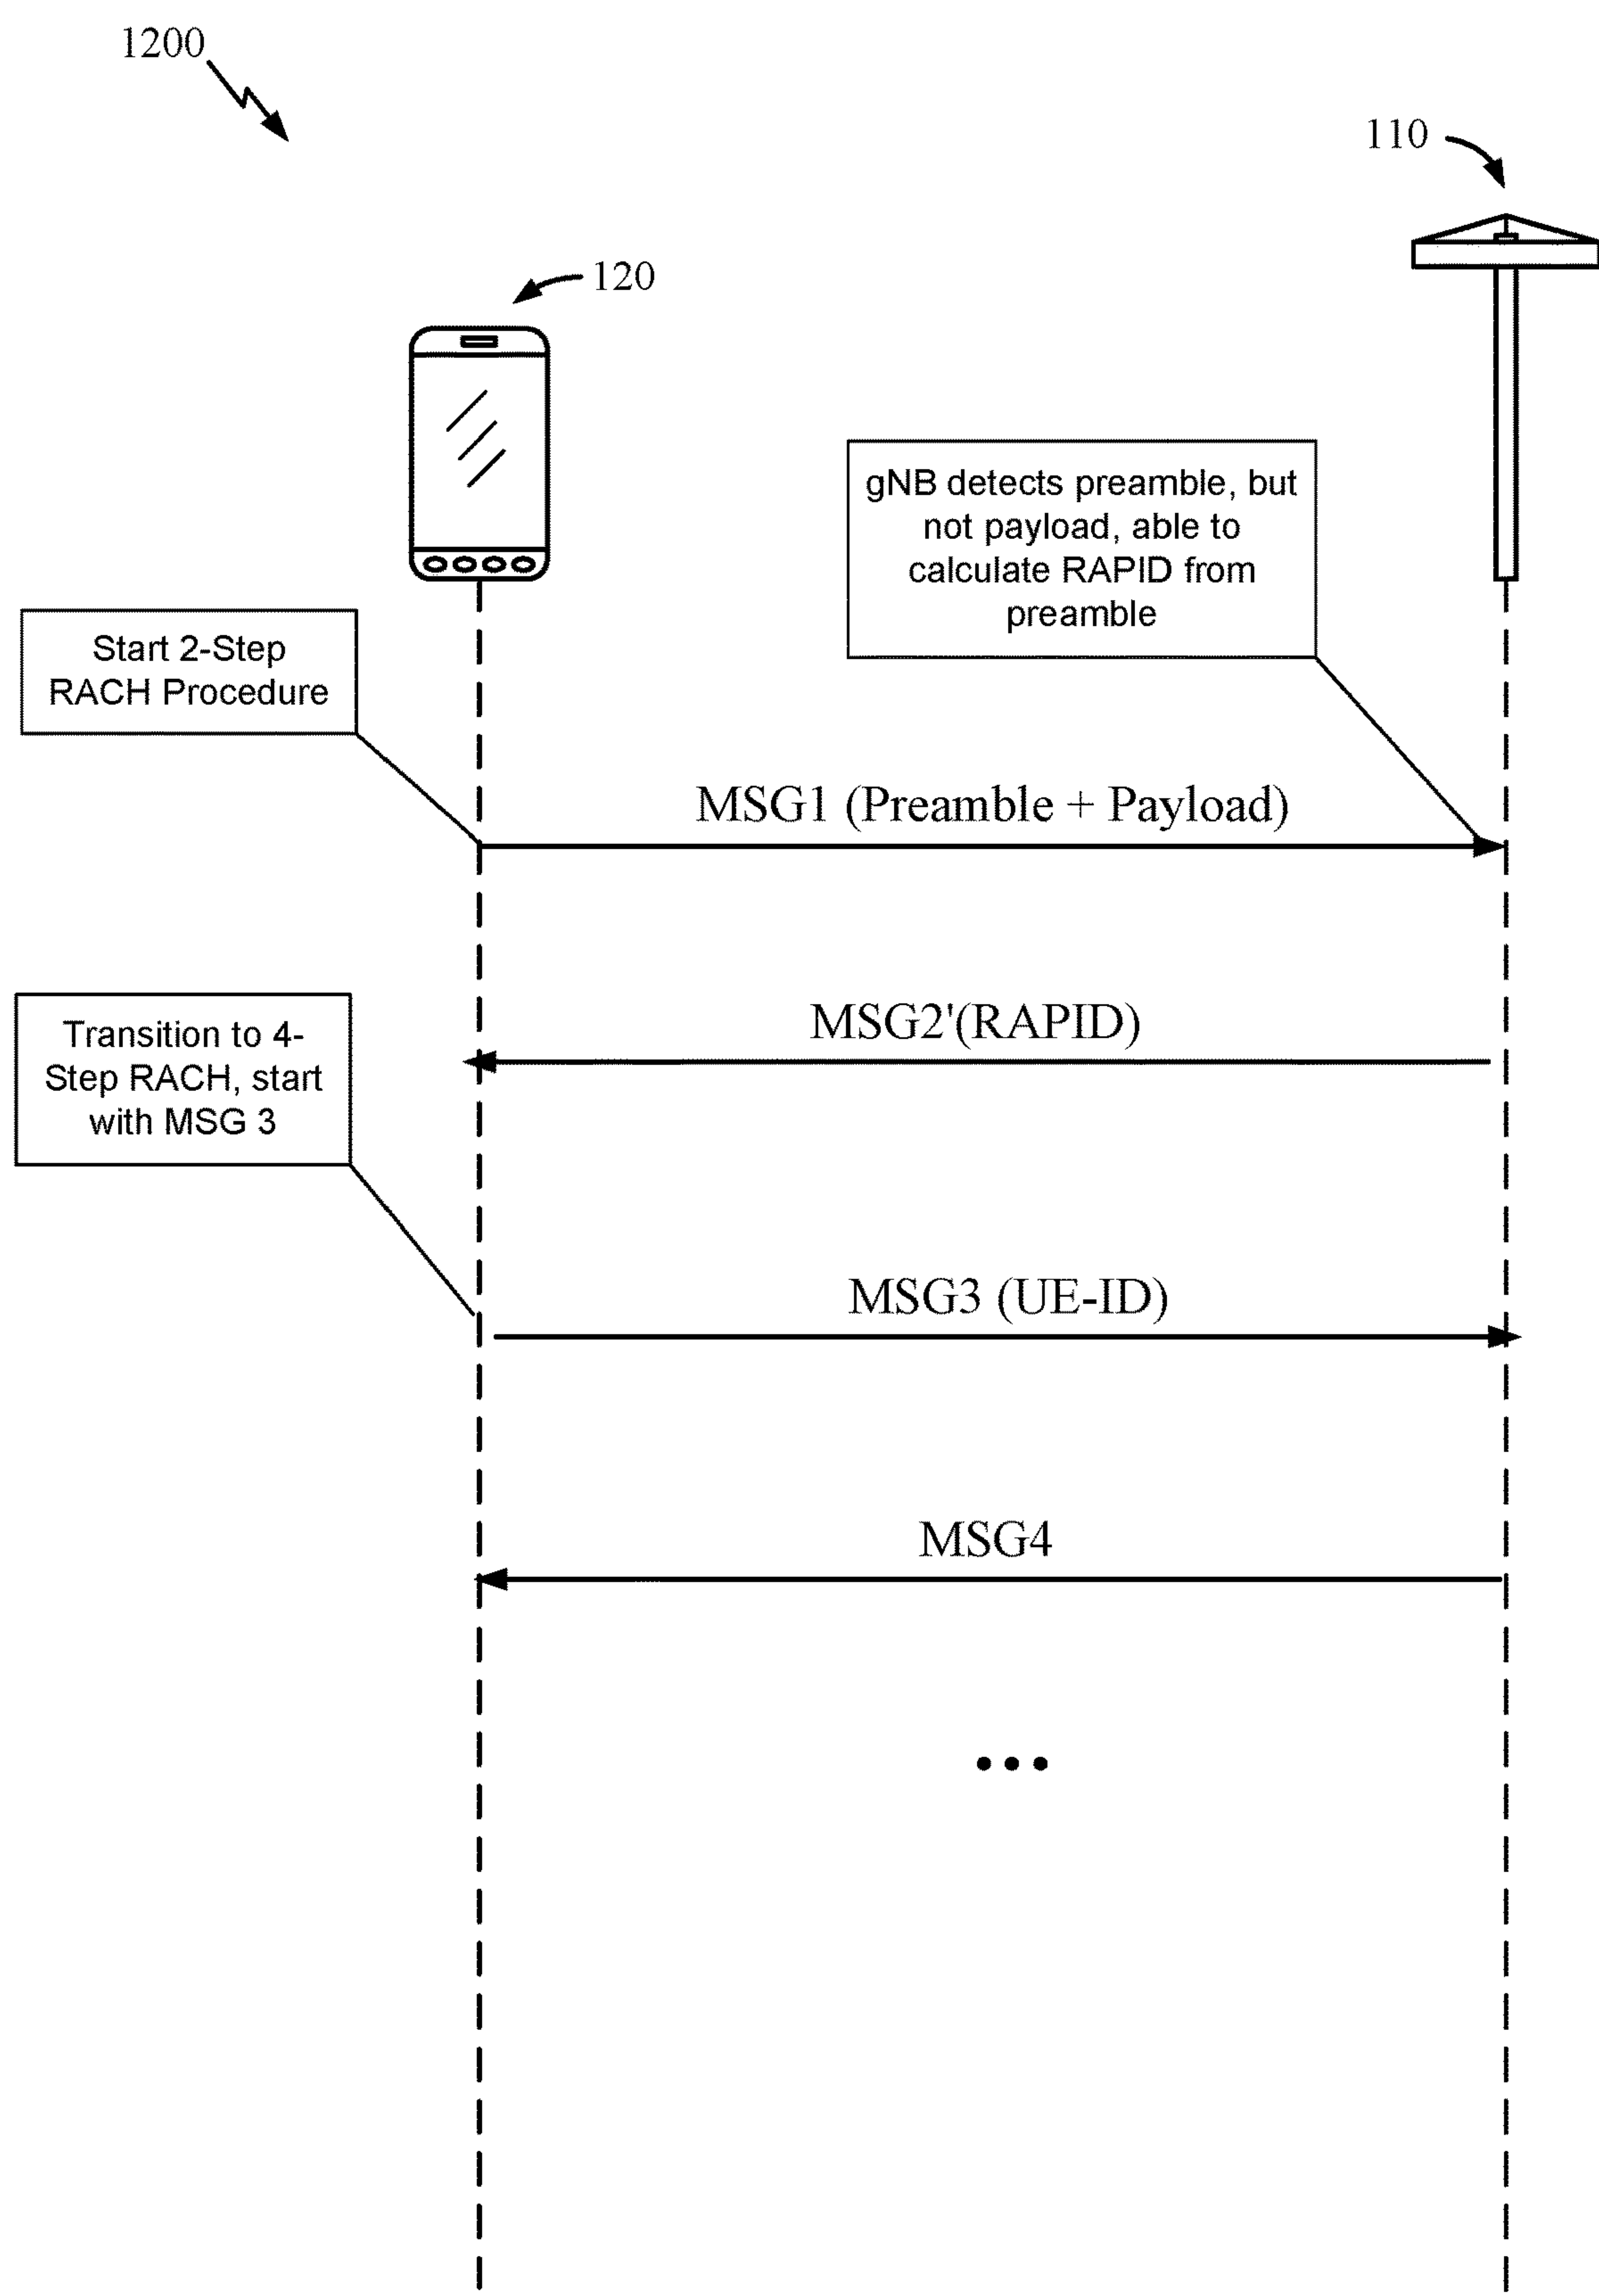 1200
110
120
gNB detects preamble, but
not payload, able to
calculate RAPID from
preamble
Start 2-Step
RACH Procedure
MSG1 (Preamble + Payload)
MSG2'(RAPID)
Transition to 4-
Step RACH, start
with MSG 3
MSG3 (UE-ID)
MSG4
•••